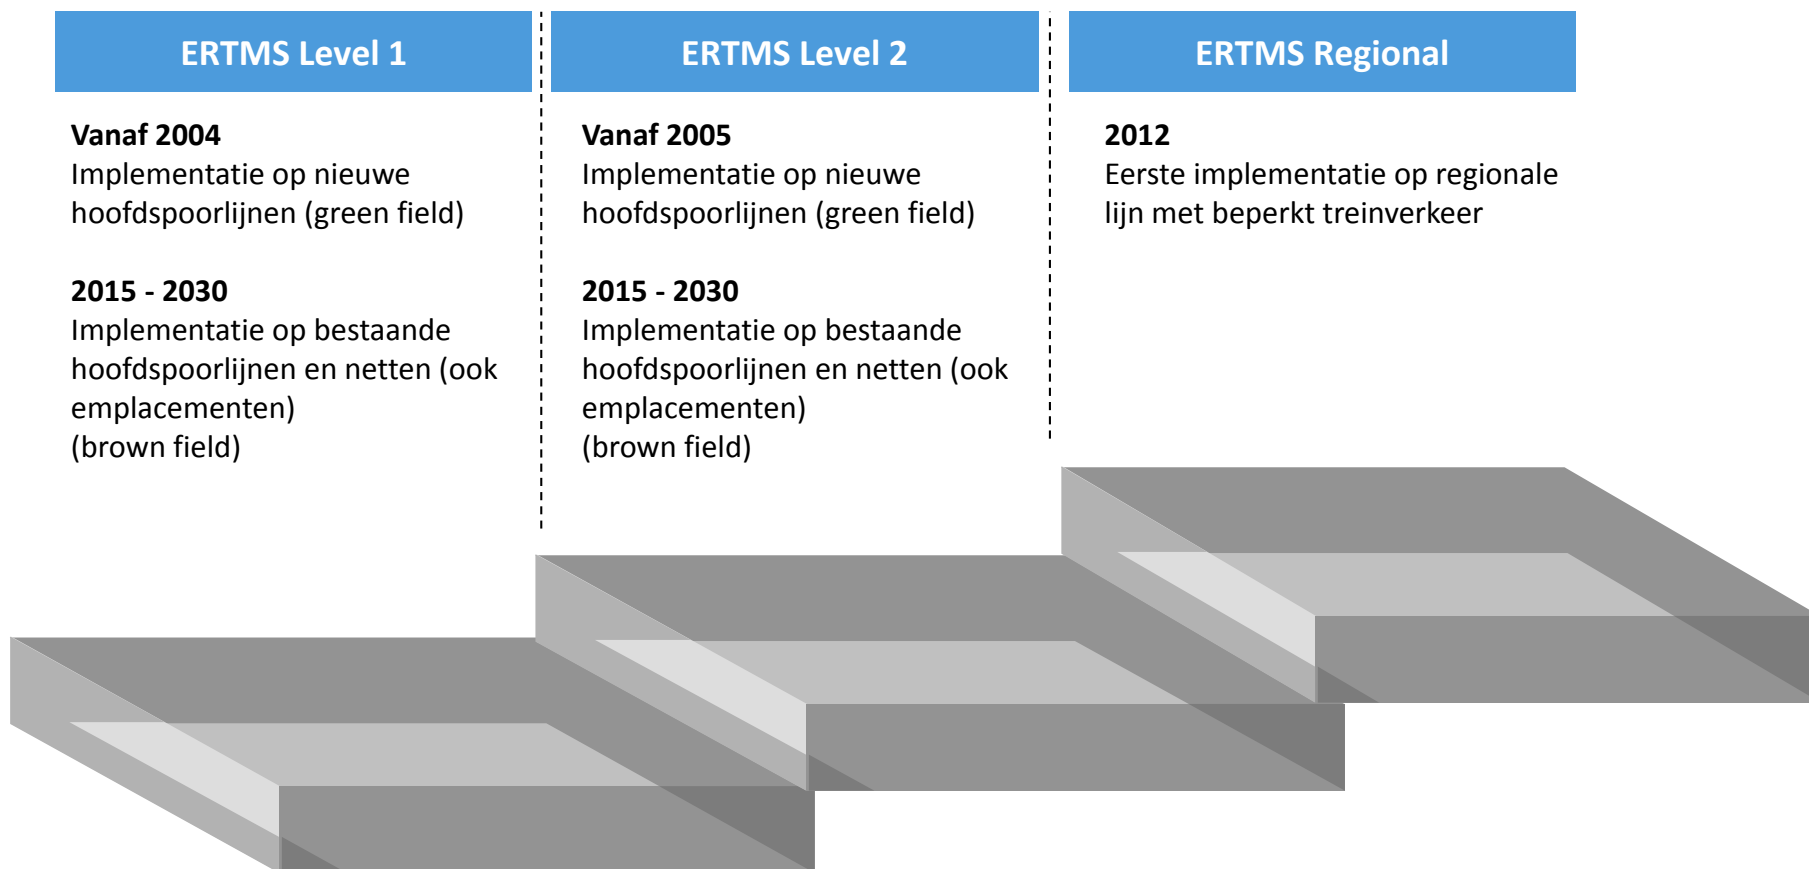 ERTMS Level 1
Vanaf 2004
Implementatie op nieuwe
hoofdspoorlijnen (green field)
2015 - 2030
Implementatie op bestaande
hoofdspoorlijnen en netten (ook
emplacementen)
(brown field)
ERTMS Level 2
Vanaf 2005
Implementatie op nieuwe
hoofdspoorlijnen (green field)
2015 - 2030
Implementatie op bestaande
hoofdspoorlijnen en netten (ook
emplacementen)
(brown field)
ERTMS Regional
2012
Eerste implementatie op regionale
lijn met beperkt treinverkeer